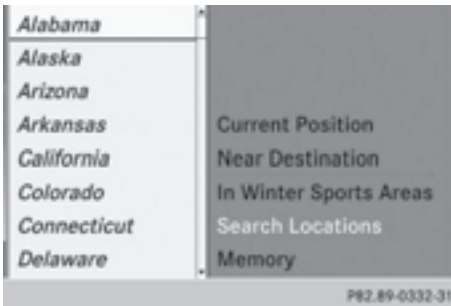 Alabama
Alaska
Arizona
Arkansas
California
Colorado
Connecticut
Delaware
Current Position
Near Destination
In Winter Sports Areas
Search Locations
Memory
P82.89-0332-31